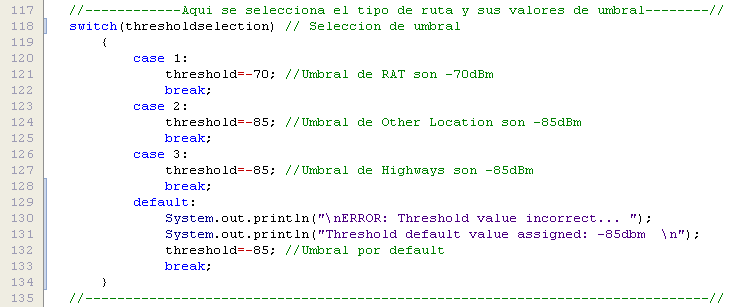 117 //------------Aqui se selecciona el tipo de ruta y sus valores de umbral--------//
118 switch(thresholdselection) // Seleccion de umbral
119 {
120 case 1:
121 threshold=-70; //Umbral de RAT son -70dBm
122 break;
123 case 2:
124 threshold=-85; //Umbral de Other Location son -85dBm
125 break;
126 case 3:
127 threshold=-85; //Umbral de Highways son -85dBm
128 break;
129 default:
130 System.out.println("\nERROR: Threshold value incorrect... ");
131 System.out.println("Threshold default value assigned: -85dbm  \n");
132 threshold=-85; //Umbral por default
133 break;
134 }
135 //------------------------------------------------------------------------------//